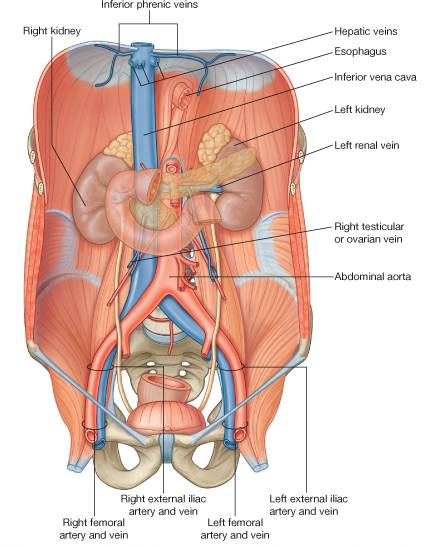 Inferior phrenic veins
Right kidney
Hepatic veins
Esophagus
Inferior vena cava
Left kidney
Left renal vein
Right testicular
or ovarian vein
Abdominal aorta
Right external iliac
artery and vein
Left external iliac
artery and vein
Right femoral
artery and vein
Left femoral
artery and vein